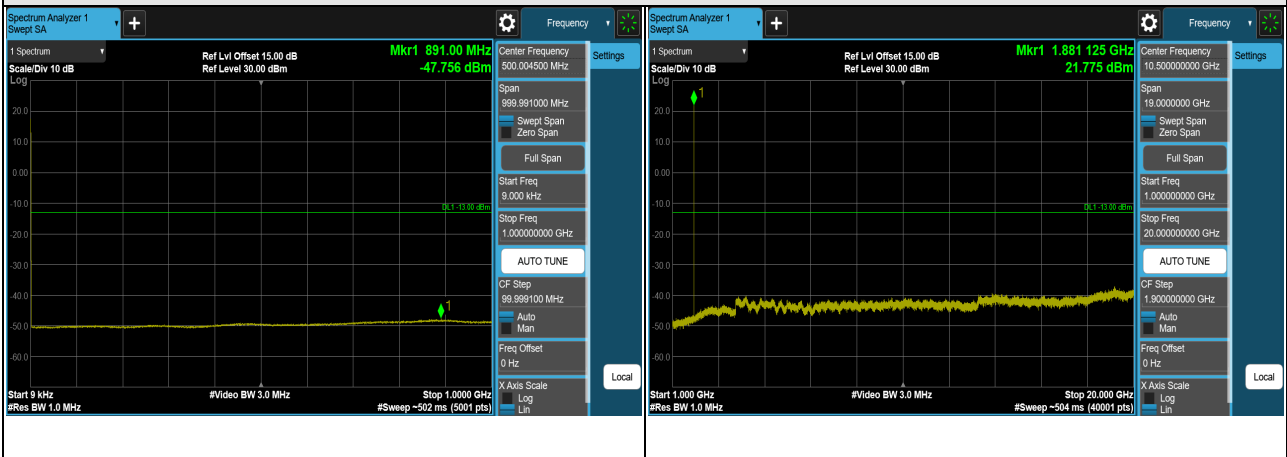 Spectrum Analyzer 1
Swept SA
+
Frequency
1 Spectrum
Scale/Div 10 dB
Ref Lvl Offset 15.00 dB
Ref Level 30.00 dBm
Mkr1 891.00 MHz
-47.756 dBm
Log
20.0
10.0
0.00
-10.0
-20.0
-30.0
-40.0
-50.0
-60.0
1
DL1 -13.00 dBm
Start 9 kHz
#Res BW 1.0 MHz
#Video BW 3.0 MHz
Stop 1.0000 GHz
#Sweep ~502 ms (5001 pts)
Center Frequency
500.004500 MHz
Span
999.991000 MHz
Swept Span
Zero Span
Full Span
Start Freq
9.000 kHz
Stop Freq
1.000000000 GHz
AUTO TUNE
CF Step
99.999100 MHz
Auto
Man
Freq Offset
0 Hz
X Axis Scale
Log
Lin
Settings
Local
Spectrum Analyzer 1
Swept SA
+
Frequency
1 Spectrum
Scale/Div 10 dB
Ref Lvl Offset 15.00 dB
Ref Level 30.00 dBm
Mkr1 1.881 125 GHz
21.775 dBm
Log
20.0
10.0
0.00
-10.0
-20.0
-30.0
-40.0
-50.0
-60.0
1
DL1 -13.00 dBm
Start 1.000 GHz
#Res BW 1.0 MHz
#Video BW 3.0 MHz
Stop 20.000 GHz
#Sweep ~504 ms (40001 pts)
Center Frequency
10.500000000 GHz
Span
19.0000000 GHz
Swept Span
Zero Span
Full Span
Start Freq
1.000000000 GHz
Stop Freq
20.000000000 GHz
AUTO TUNE
CF Step
1.900000000 GHz
Auto
Man
Freq Offset
0 Hz
X Axis Scale
Log
Lin
Settings
Local